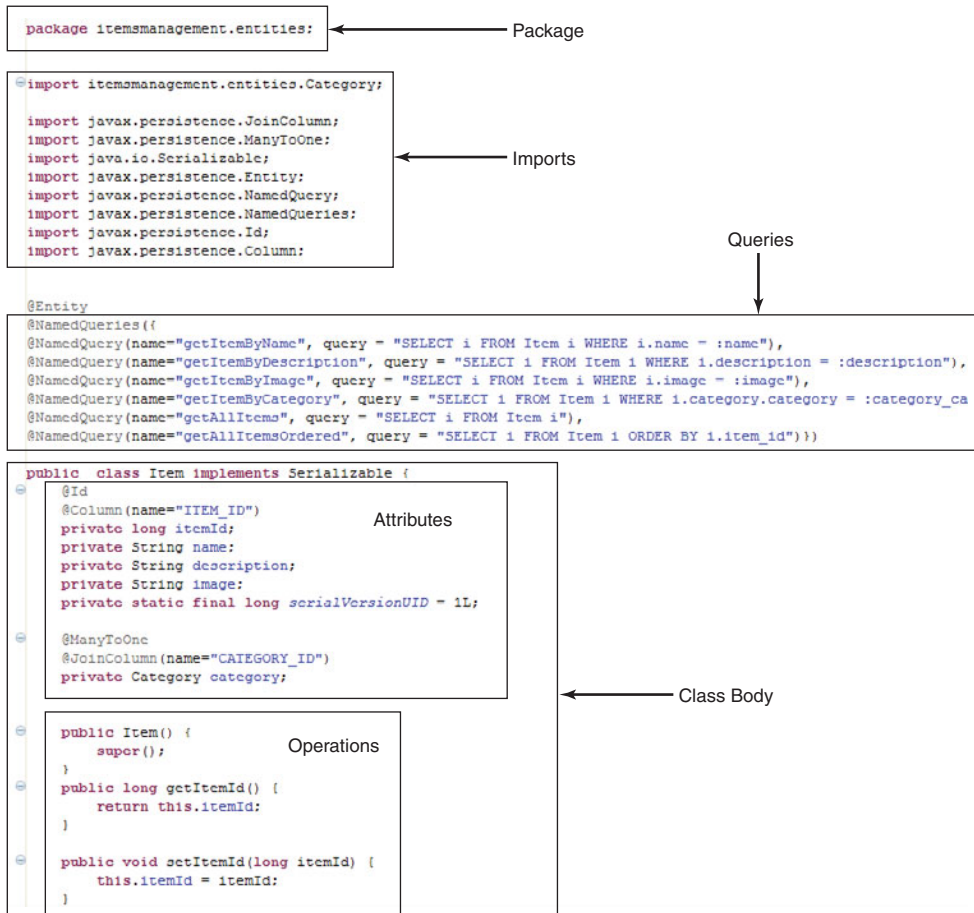 package itemsmanagement.entities;
Package
import itemsmanagement.entities.Category;
import javax.persistence.JoinColumn;
import javax.persistence.ManyToOne;
import java.io.Serializable;
Imports
import javax.persistence.Entity;
import javax.persistence.NamedQuery;
import javax.persistence.NamedQueries;
import javax.persistence.Id;
import javax.persistence.Column;
Queries
@Entity
@NamedQueries({
@NamedQuery(name="getItemByName", query = "SELECT i FROM Item i WHERE i.name = :name"),
@NamedQuery(name="getItemByDescription", query = "SELECT i FROM Item i WHERE i.description = :description"),
@NamedQuery(name="getItemByImage", query = "SELECT i FROM Item i WHERE i.image = :image"),
@NamedQuery(name="getItemByCategory", query = "SELECT i FROM Item i WHERE i.category.category = :category_ca
@NamedQuery(name="getAllItems", query = "SELECT i FROM Item i"),
@NamedQuery(name="getAllItemsOrdered", query = "SELECT i FROM Item i ORDER BY i.item_id")})
public class Item implements Serializable {
@Id
@Column(name="ITEM_ID")
Attributes
private long itemId;
private String name;
private String description;
private String image;
private static final long serialVersionUID = 1L;
@ManyToOne
@JoinColumn(name="CATEGORY_ID")
private Category category;
Class Body
public Item() {
Operations
super();
}
public long getItemId() {
return this.itemId;
}
public void setItemId(long itemId) {
this.itemId = itemId;
}